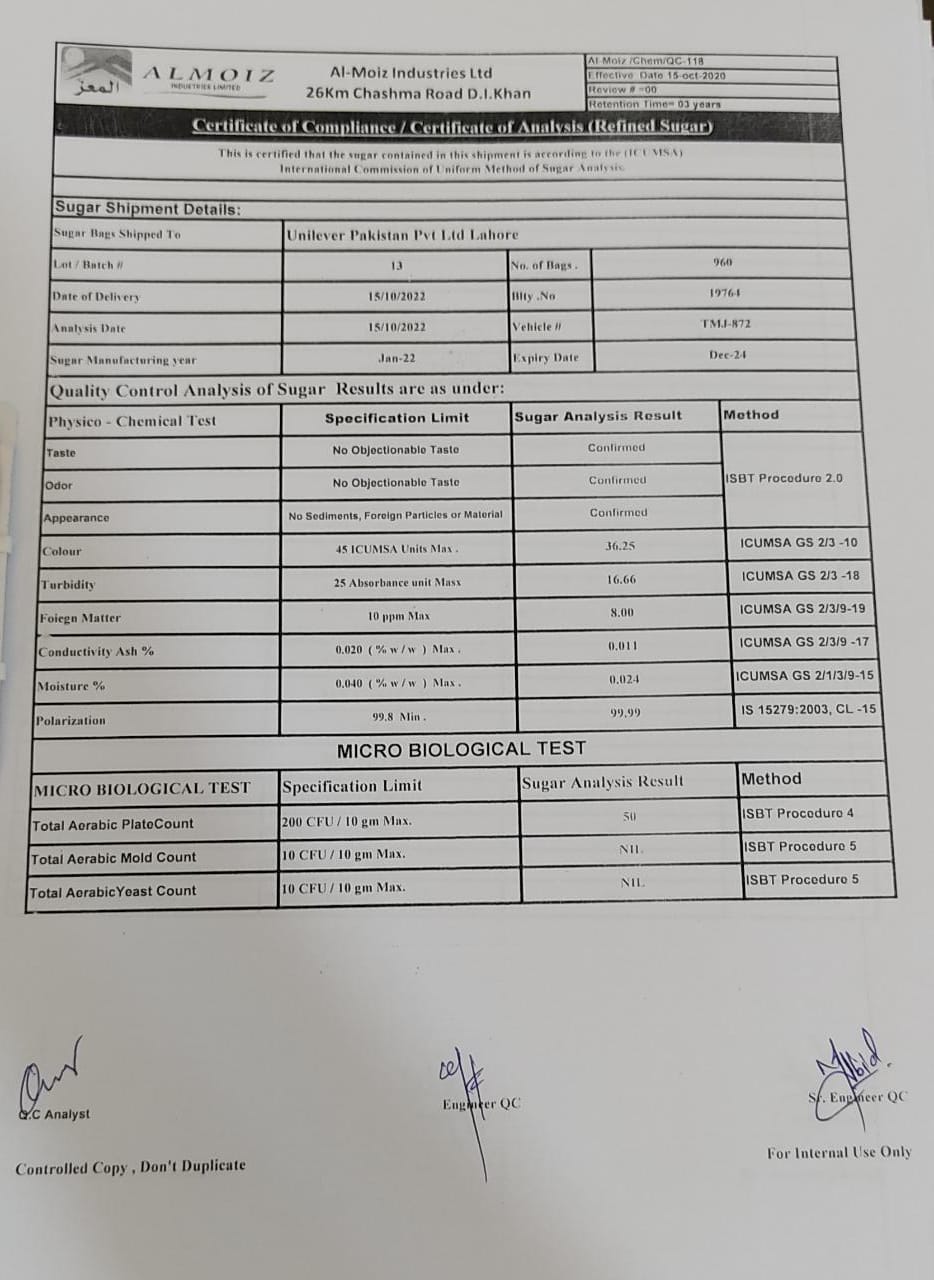 المعز
ALMOIZ
INDUSTRIES LIMITED
Al-Moiz Industries Ltd
26Km Chashma Road D.I.Khan
Al-Moiz /Chem/QC-118
Effective Date 15-oct-2020
Review # =00
Retention Time= 03 years
Certificate of Compliance / Certificate of Analysis (Refined Sugar)
This is certified that the sugar contained in this shipment is according to the (ICUMSA)
International Commission of Uniform Method of Sugar Analysis.
Sugar Shipment Details:
Sugar Bags Shipped To Unilever Pakistan Pvt Ltd Lahore
Lot / Batch # 13 No. of Bags . 960
Date of Delivery 15/10/2022 Blty .No 19764
Analysis Date 15/10/2022 Vehicle # TMJ-872
Sugar Manufacturing year Jan-22 Expiry Date Dec-24
Quality Control Analysis of Sugar Results are as under:
Physico - Chemical Test Specification Limit Sugar Analysis Result Method
Taste No Objectionable Taste Confirmed
Odor No Objectionable Taste Confirmed ISBT Procedure 2.0
Appearance No Sediments, Foreign Particles or Material Confirmed
Colour 45 ICUMSA Units Max . 36.25 ICUMSA GS 2/3 -10
Turbidity 25 Absorbance unit Masx 16.66 ICUMSA GS 2/3 -18
Foiegn Matter 10 ppm Max 8.00 ICUMSA GS 2/3/9-19
Conductivity Ash % 0.020 ( % w / w ) Max . 0.011 ICUMSA GS 2/3/9 -17
Moisture % 0.040 ( % w / w ) Max . 0.024 ICUMSA GS 2/1/3/9-15
Polarization 99.8 Min . 99.99 IS 15279:2003, CL -15
MICRO BIOLOGICAL TEST
MICRO BIOLOGICAL TEST Specification Limit Sugar Analysis Result Method
Total Aerabic PlateCount 200 CFU / 10 gm Max. 50 ISBT Procedure 4
Total Aerabic Mold Count 10 CFU / 10 gm Max. NIL ISBT Procedure 5
Total AerabicYeast Count 10 CFU / 10 gm Max. NIL ISBT Procedure 5
Q.C Analyst
Engineer QC
Sr. Engineer QC
Controlled Copy , Don't Duplicate
For Internal Use Only